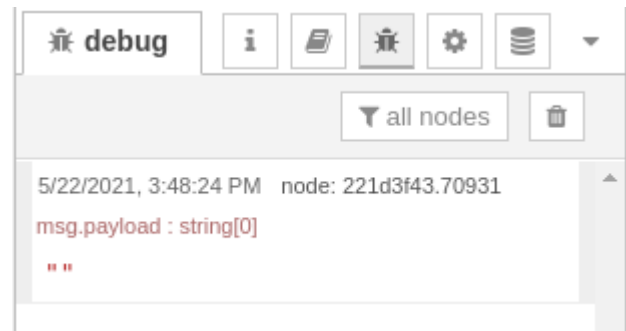 debug
i
all nodes
5/22/2021, 3:48:24 PM node: 221d3f43.70931
msg.payload : string[0]
""